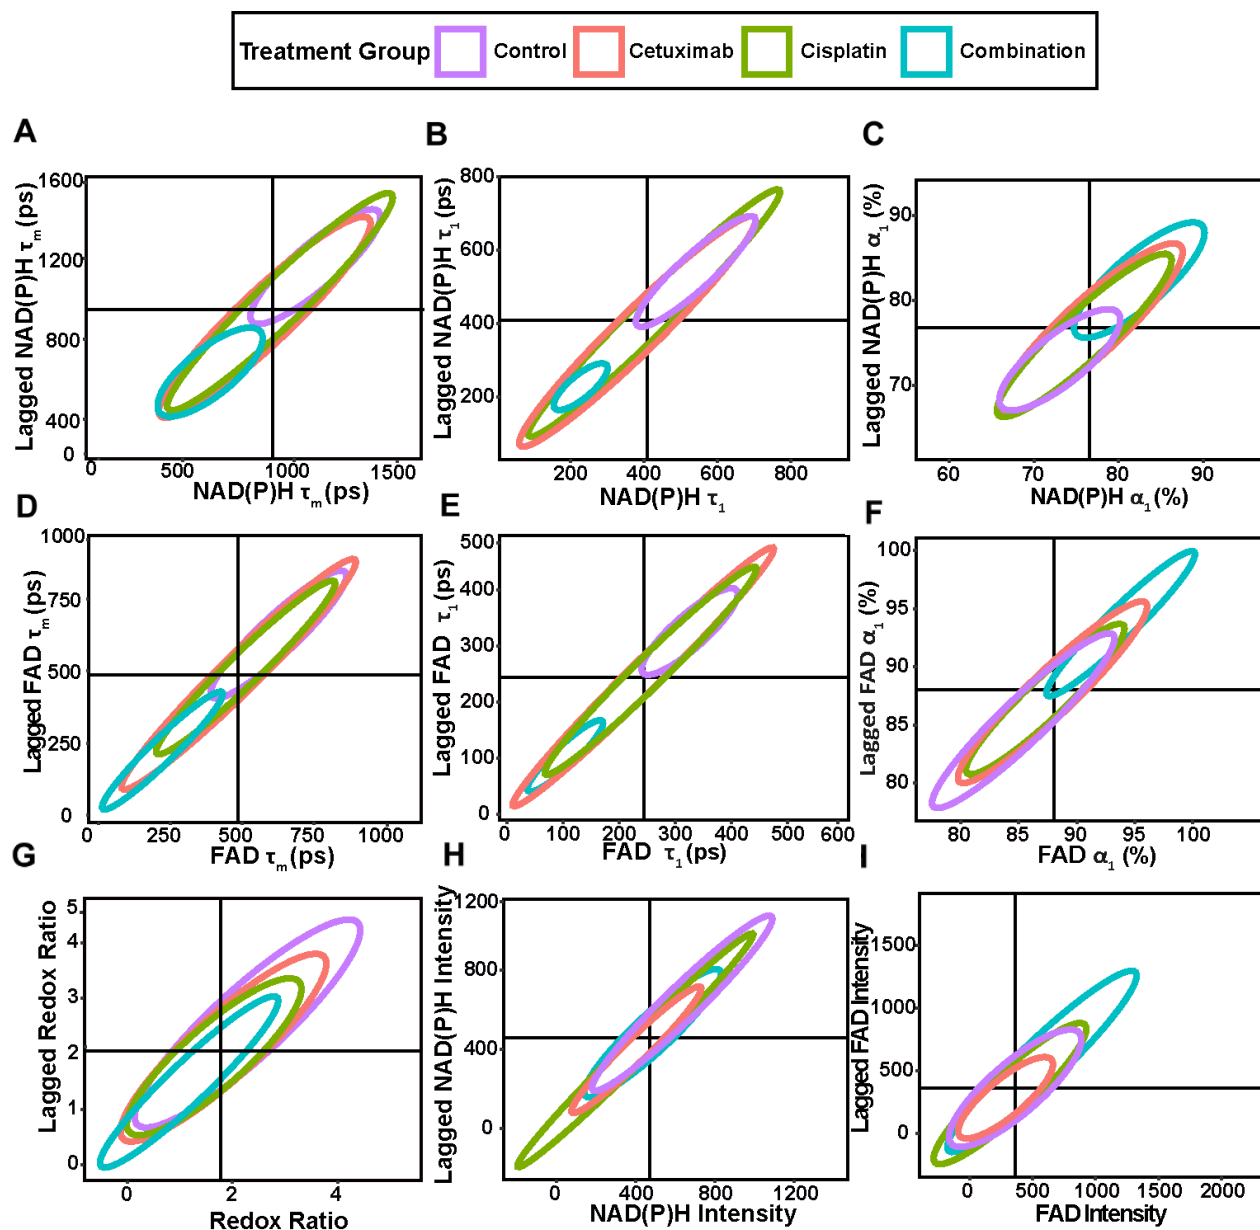 Treatment Group Control Cetuximab Cisplatin Combination
A
Lagged NAD(P)H τm (ps)
1600
1200
800
400
0
0 500 1000 1500
NAD(P)H τm (ps)
B
Lagged NAD(P)H τ1 (ps)
800
600
400
200
200 400 600 800
NAD(P)H τ1
C
Lagged NAD(P)H α1 (%)
90
80
70
60 70 80 90
NAD(P)H α1 (%)
D
Lagged FAD τm (ps)
1000
750
500
250
0
0 250 500 750 1000
FAD τm (ps)
E
Lagged FAD τ1 (ps)
500
400
300
200
100
0
0 100 200 300 400 500 600
FAD τ1 (ps)
F
Lagged FAD α1 (%)
100
95
90
85
80
80 85 90 95 100
FAD α1 (%)
G
Lagged Redox Ratio
5
4
3
2
1
0
0 2 4
Redox Ratio
H
Lagged NAD(P)H Intensity
1200
800
400
0
0 400 800 1200
NAD(P)H Intensity
I
Lagged FAD Intensity
1500
1000
500
0
0 500 1000 1500 2000
FAD Intensity